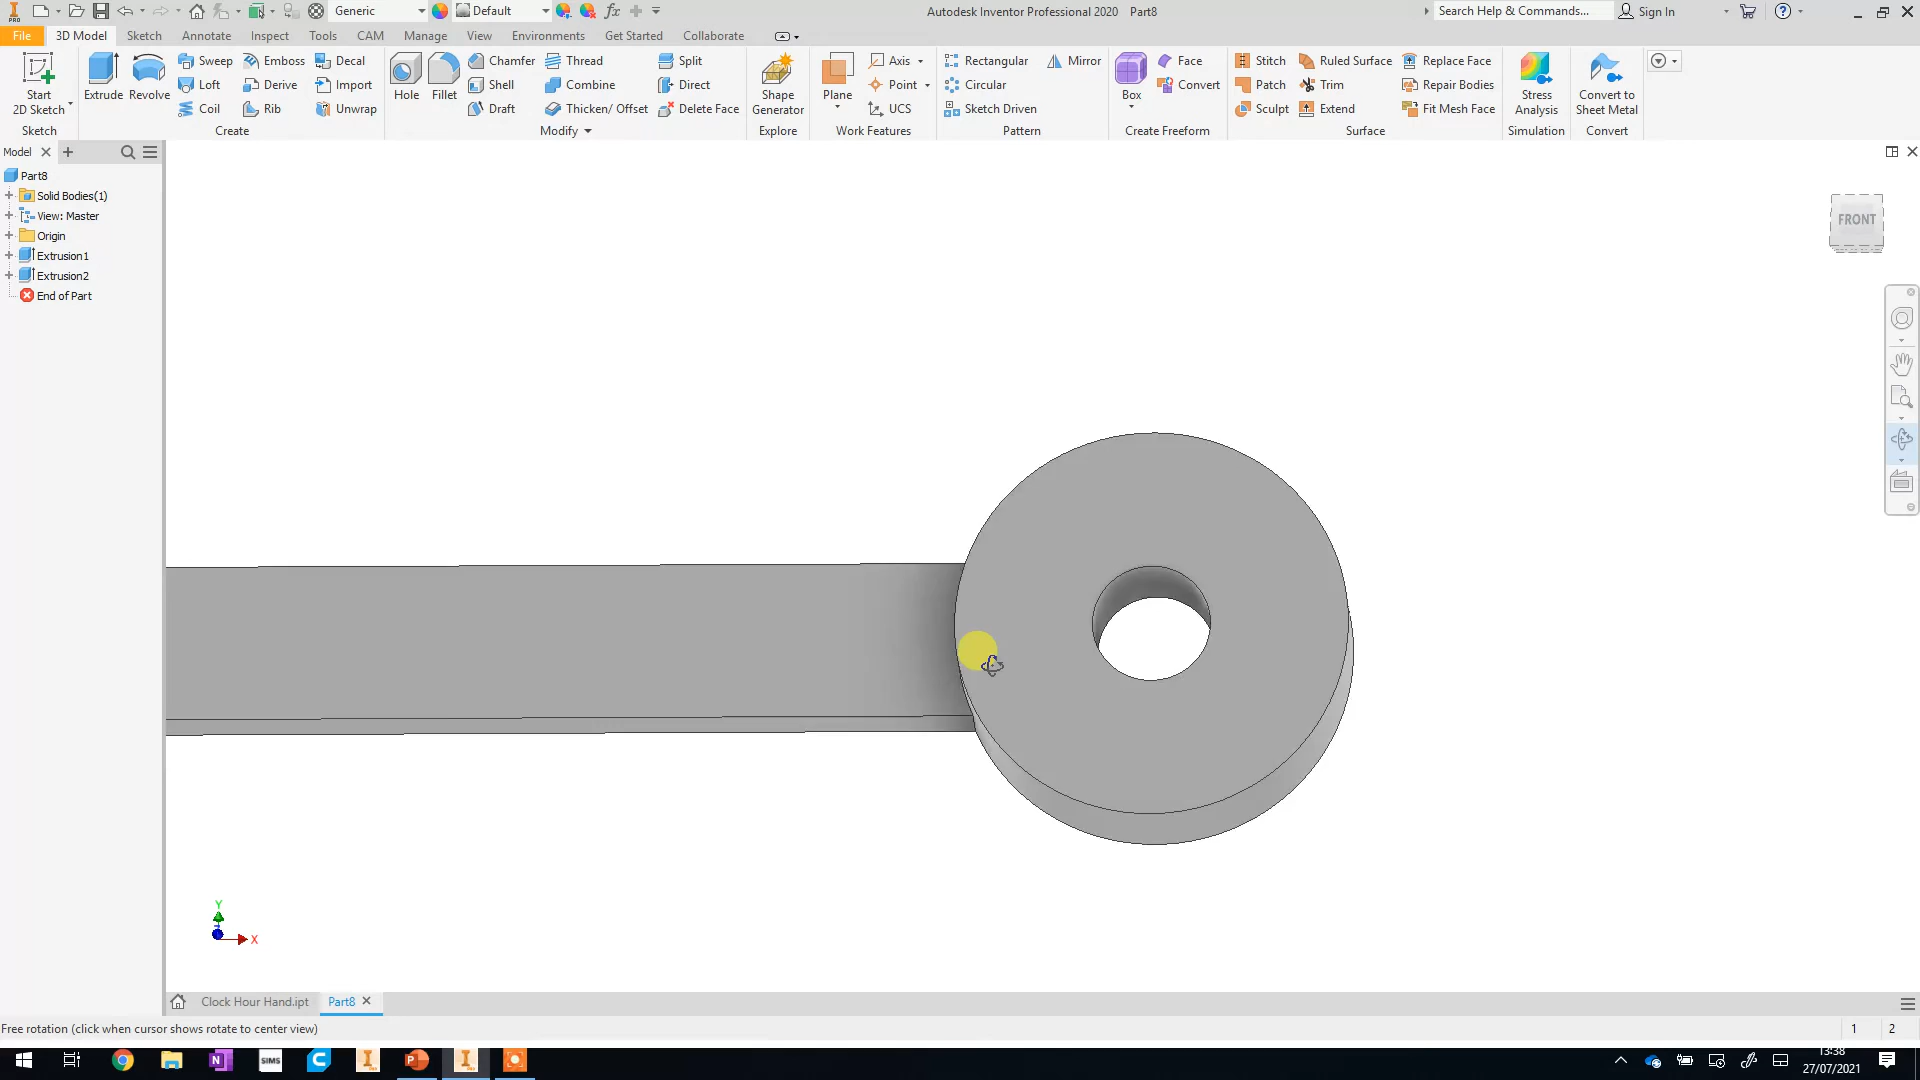 PRO
Generic
Default
Autodesk Inventor Professional 2020 Part8
Search Help & Commands...
Sign In
File
3D Model
Sketch
Annotate
Inspect
Tools
CAM
Manage
View
Environments
Get Started
Collaborate
Start
2D Sketch
Sketch
Extrude
Revolve
Sweep
Loft
Coil
Emboss
Derive
Rib
Decal
Import
Unwrap
Create
Hole
Fillet
Chamfer
Shell
Draft
Thread
Combine
Thicken/ Offset
Split
Direct
Delete Face
Modify
Shape
Generator
Explore
Plane
Axis
Point
UCS
Work Features
Rectangular
Circular
Sketch Driven
Mirror
Pattern
Box
Face
Convert
Create Freeform
Stitch
Patch
Sculpt
Ruled Surface
Trim
Extend
Replace Face
Repair Bodies
Fit Mesh Face
Surface
Stress
Analysis
Simulation
Convert to
Sheet Metal
Convert
Model
Part8
Solid Bodies(1)
View: Master
Origin
Extrusion1
Extrusion2
End of Part
FRONT
Y
X
Clock Hour Hand.ipt
Part8
Free rotation (click when cursor shows rotate to center view)
1
2
SIMS
13:38
27/07/2021